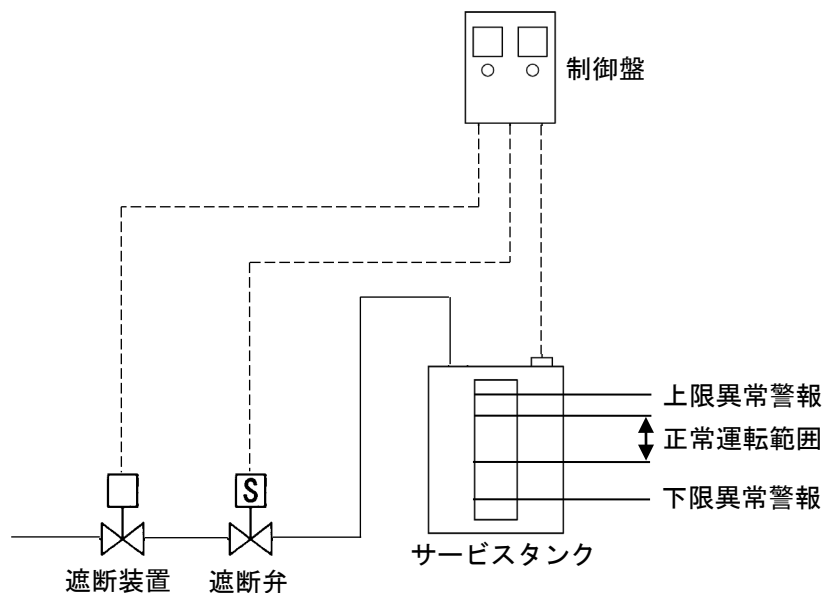 制御盤
上限異常警報
正常運転範囲
下限異常警報
S
サービスタンク
遮断装置
遮断弁